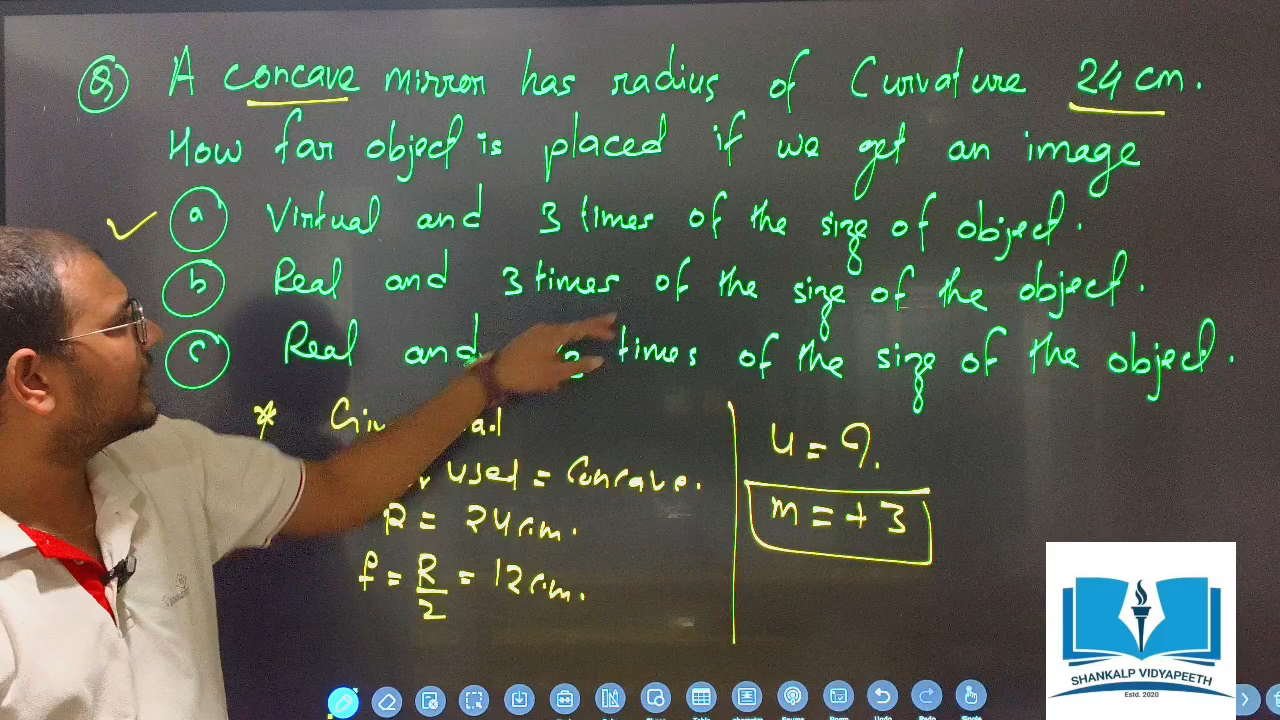 Q A concave mirror has radius of Curvature 24 cm.
How far object is placed if we get an image
a Virtual and 3 times of the size of object.
b Real and 3 times of the size of the object.
c Real and times of the size of the object.
*
used = Concave.
R = 24 cm.
f = R/2 = 12 cm.
u = ?
m = +3
SHANKALP VIDYAPEETH
Estd. 2020
Undo Redo